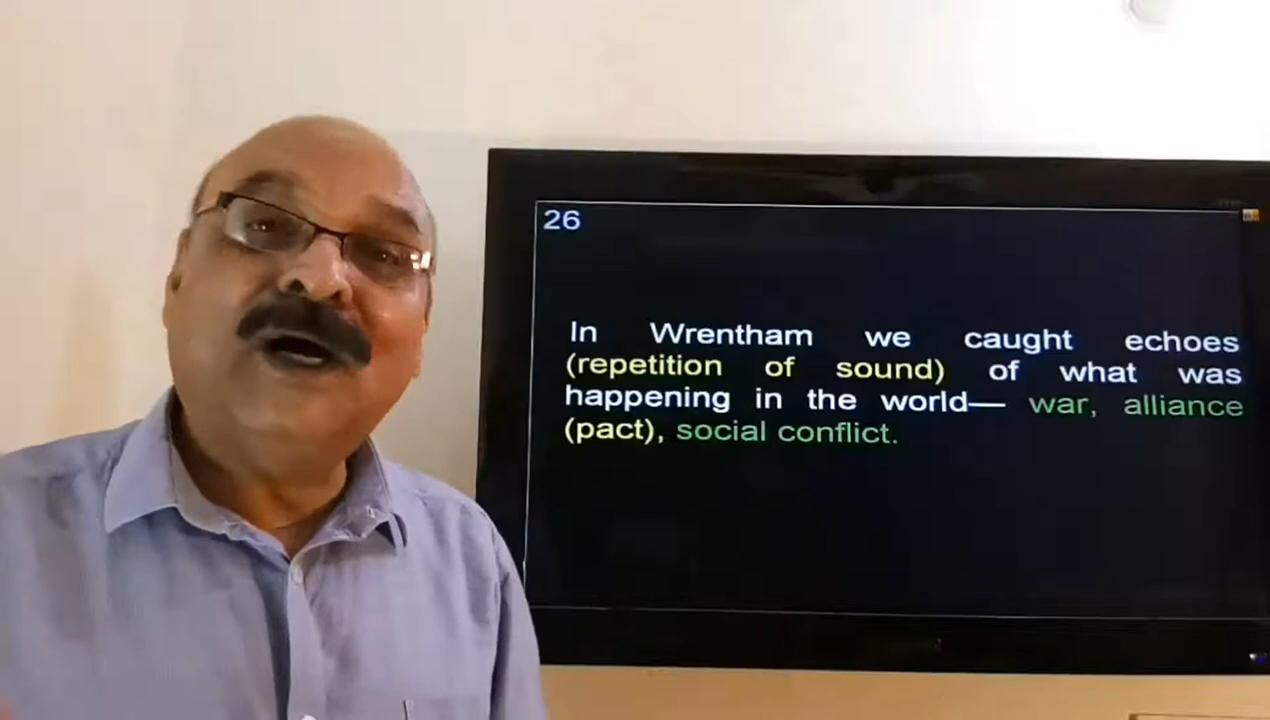 26
In Wrentham we caught echoes
(repetition of sound) of what was
happening in the world— war, alliance
(pact), social conflict.